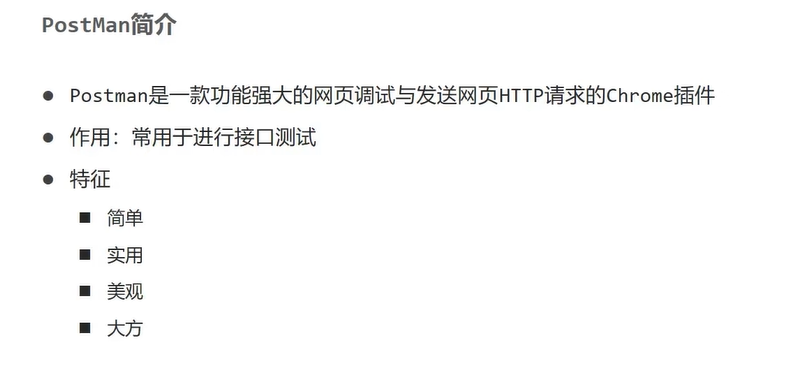 PostMan简介
Postman是一款功能强大的网页调试与发送网页HTTP请求的Chrome插件
作用：常用于进行接口测试
特征
简单
实用
美观
大方